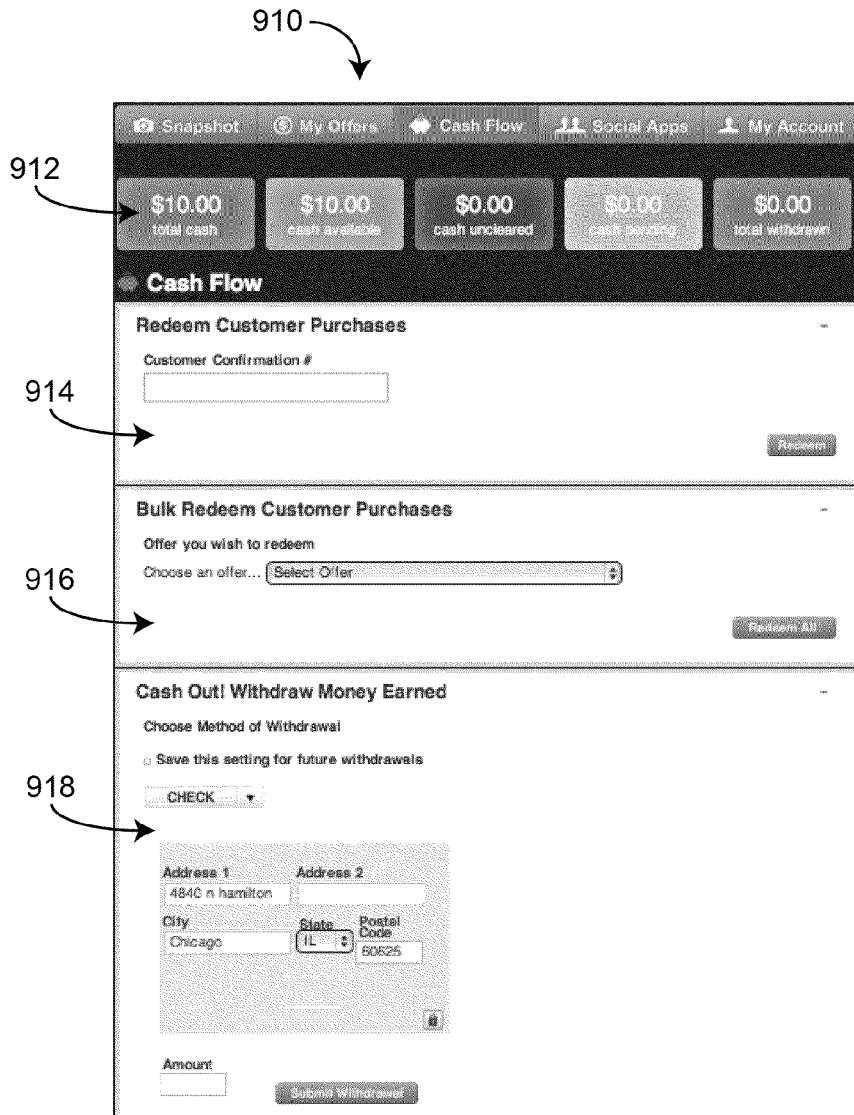 910
Snapshot My Offers Cash Flow Social Apps My Account
912
$10.00 $10.00 $0.00 $0.00 $0.00
total cash cash available cash uncleared cash pending total withdrawn
Cash Flow
Redeem Customer Purchases
Customer Confirmation #
914
Redeem
Bulk Redeem Customer Purchases
Offer you wish to redeem
Choose an offer... Select Offer
916
Redeem All
Cash Out! Withdraw Money Earned
Choose Method of Withdrawal
Save this setting for future withdrawals
918
CHECK
Address 1 Address 2
4840 n hamilton
City State Postal Code
Chicago IL 60625
Amount
Submit Withdrawal